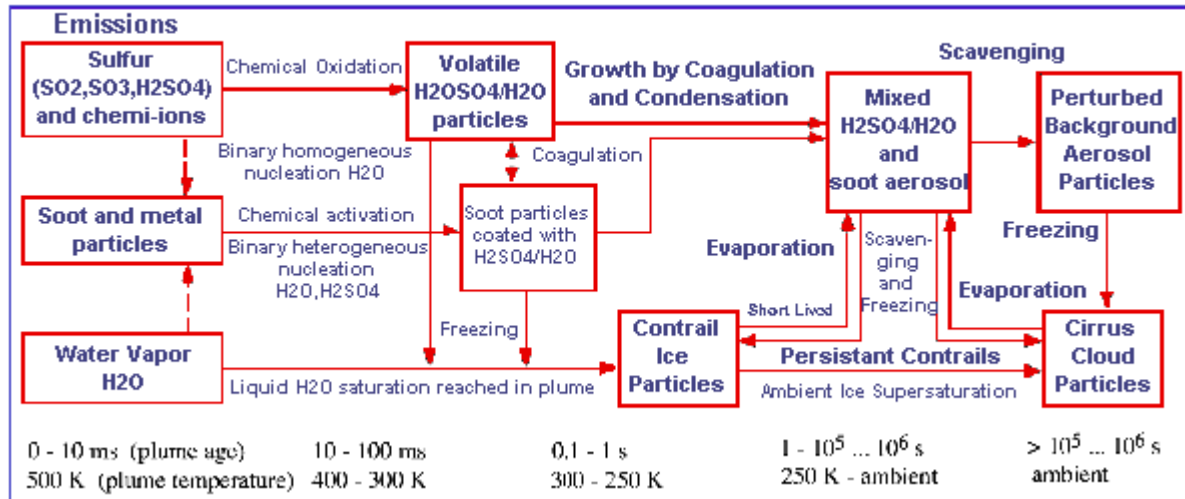 Emissions
Sulfur
(SO2,SO3,H2SO4)
and chemi-ions
Chemical Oxidation
Volatile
H2OSO4/H2O
particles
Growth by Coagulation
and Condensation
Mixed
H2SO4/H2O
and
soot aerosol
Scavenging
Perturbed
Background
Aerosol
Particles
Binary homogeneous
nucleation H2O
Coagulation
Soot and metal
particles
Chemical activation
Binary heterogeneous
nucleation
H2O,H2SO4
Soot particles
coated with
H2SO4/H2O
Evaporation
Scaven-
ging
and
Freezing
Freezing
Evaporation
Water Vapor
H2O
Freezing
Liquid H2O saturation reached in plume
Contrail
Ice
Particles
Short Lived
Persistant Contrails
Ambient Ice Supersaturation
Cirrus
Cloud
Particles
0 - 10 ms (plume age) 10 - 100 ms 0,1 - 1 s 1 - 10⁵ ... 10⁶ s > 10⁵ ... 10⁶ s
500 K (plume temperature) 400 - 300 K 300 - 250 K 250 K - ambient ambient